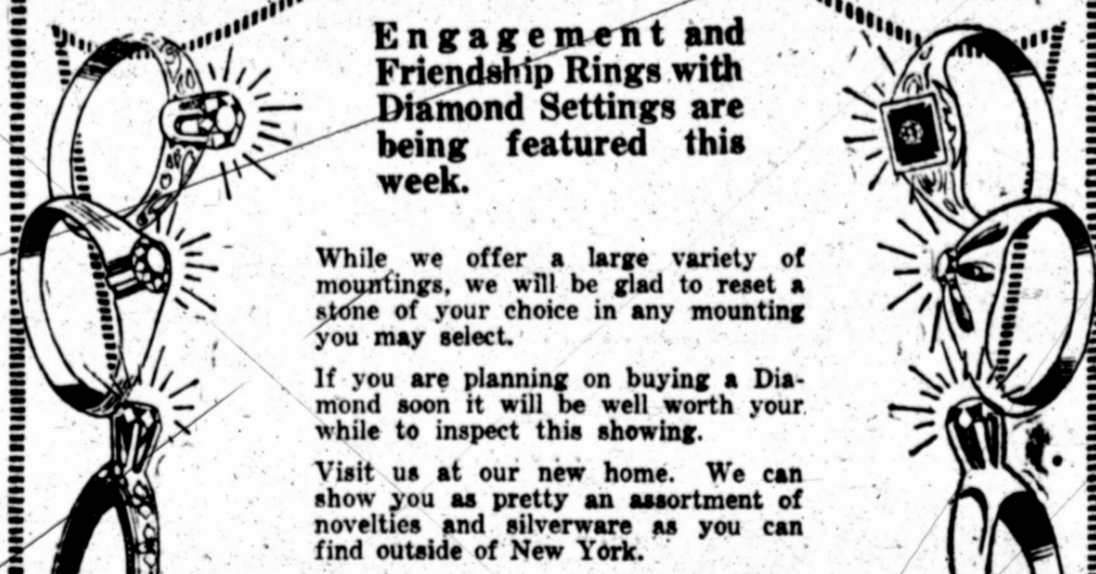 Engagement and
Friendship Rings with
Diamond Settings are
being featured this
week.
While we offer a large variety of
mountings, we will be glad to reset a
stone of your choice in any mounting
you may select.
If you are planning on buying a Dia-
mond soon it will be well worth your
while to inspect this showing.
Visit us at our new home. We can
show you as pretty an assortment of
novelties and silverware as you can
find outside of New York.